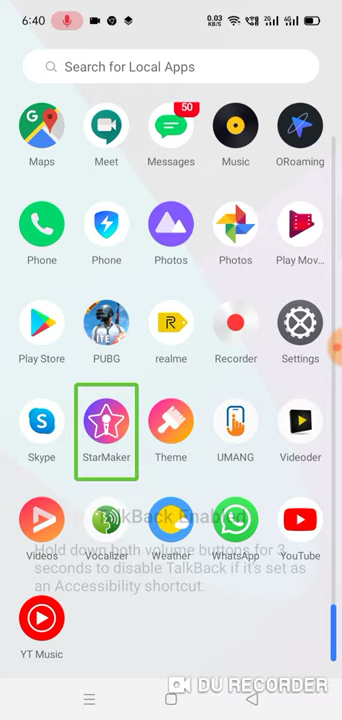 6:40
0.03
KB/S
Search for Local Apps
50
Maps
Meet
Messages
Music
ORoaming
Phone
Phone
Photos
Photos
Play Mov...
Play Store
PUBG
realme
Recorder
Settings
Skype
StarMaker
Theme
UMANG
Videoder
TalkBack Enabled
Videos
Vocalizer
Weather
WhatsApp
YouTube
Hold down both volume buttons for 3
seconds to disable TalkBack if it's set as
an Accessibility shortcut.
YT Music
DU RECORDER